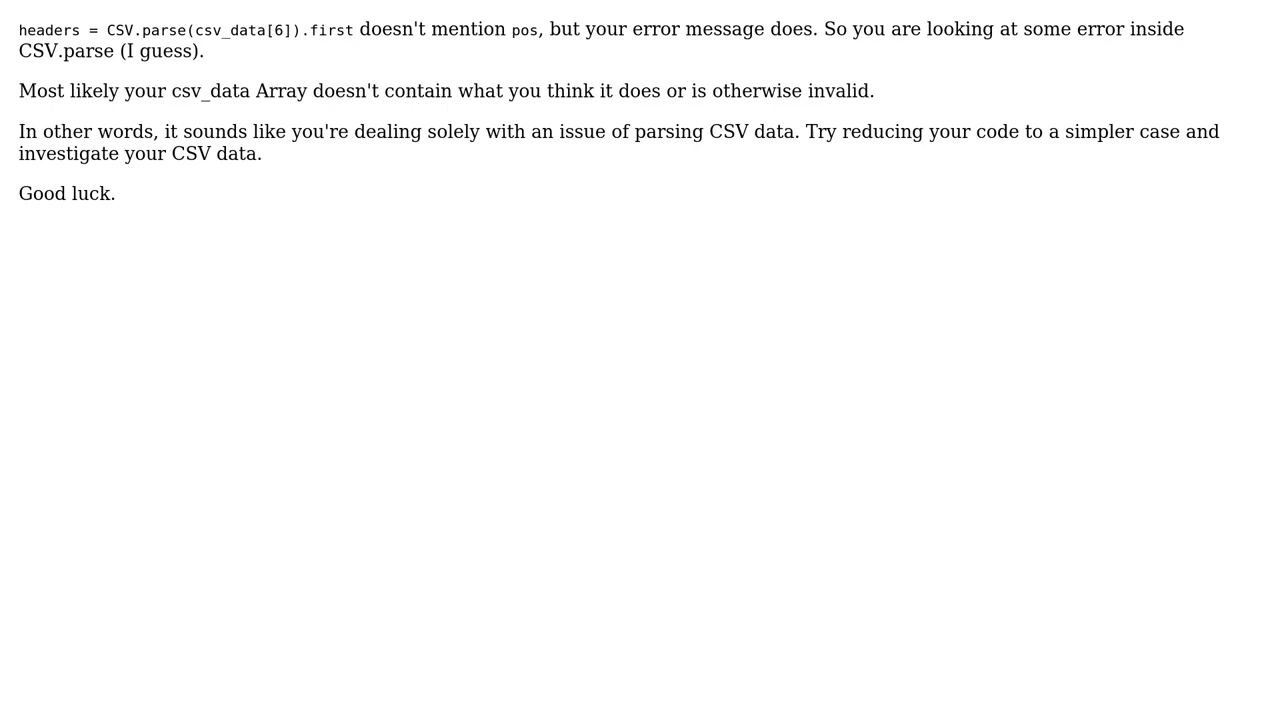 headers = CSV.parse(csv_data[6]).first doesn't mention pos, but your error message does. So you are looking at some error inside
CSV.parse (I guess).
Most likely your csv_data Array doesn't contain what you think it does or is otherwise invalid.
In other words, it sounds like you're dealing solely with an issue of parsing CSV data. Try reducing your code to a simpler case and
investigate your CSV data.
Good luck.